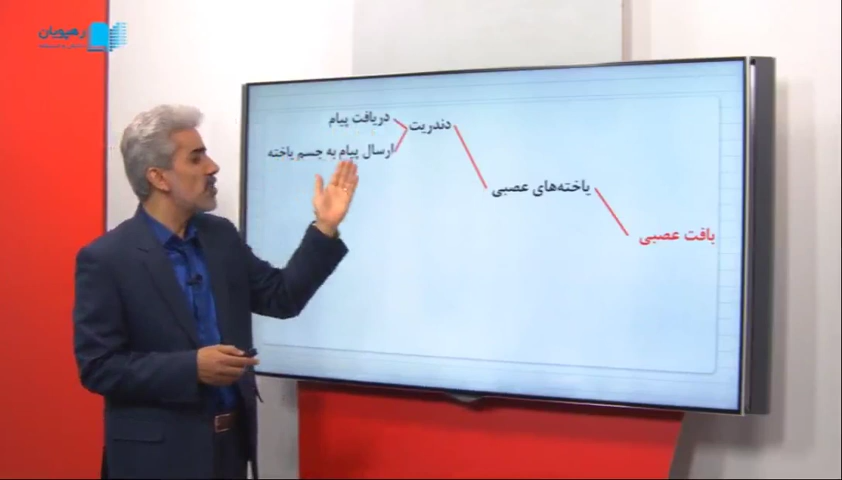 رهپویان
دریافت پیام
دندریت
ارسال پیام به جسم یاخته
یاخته‌های عصبی
بافت عصبی